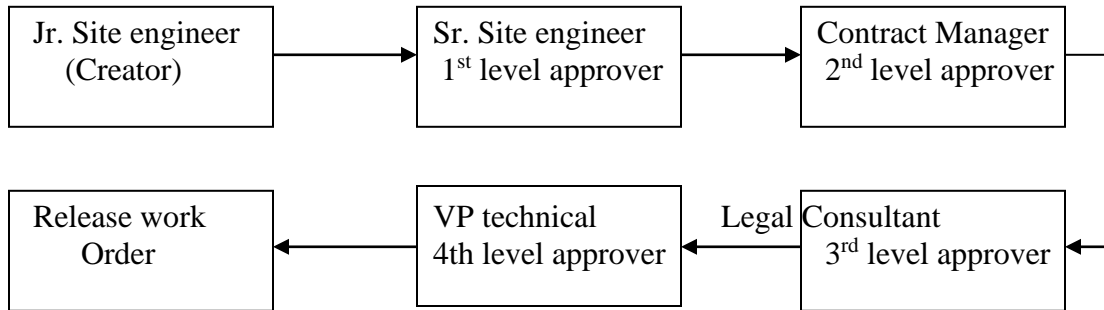 Jr. Site engineer
(Creator)
Sr. Site engineer
1st level approver
Contract Manager
2nd level approver
Release work
Order
VP technical
4th level approver
Legal Consultant
3rd level approver